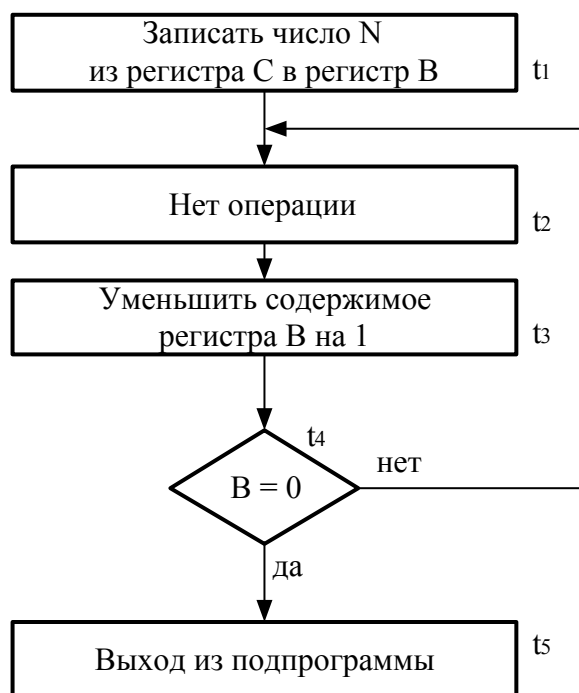 Записать число N
из регистра C в регистр B
t1
Нет операции
t2
Уменьшить содержимое
регистра B на 1
t3
t4
B = 0
нет
да
Выход из подпрограммы
t5